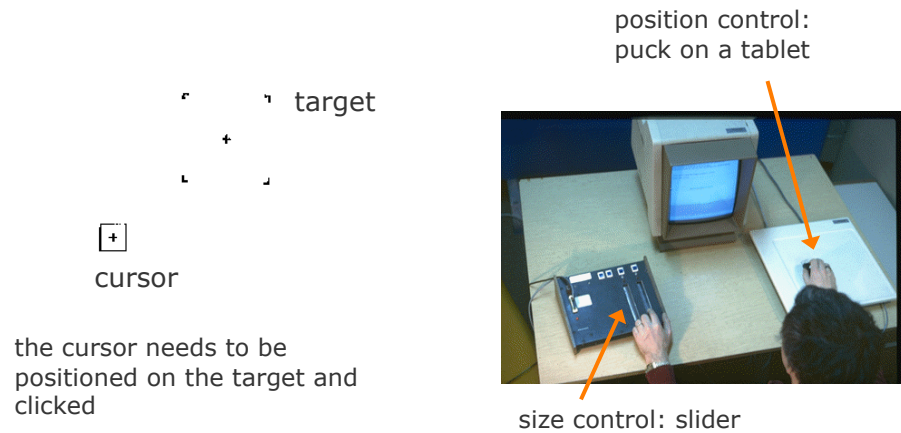 position control:
puck on a tablet
target
cursor
the cursor needs to be
positioned on the target and
clicked
size control: slider